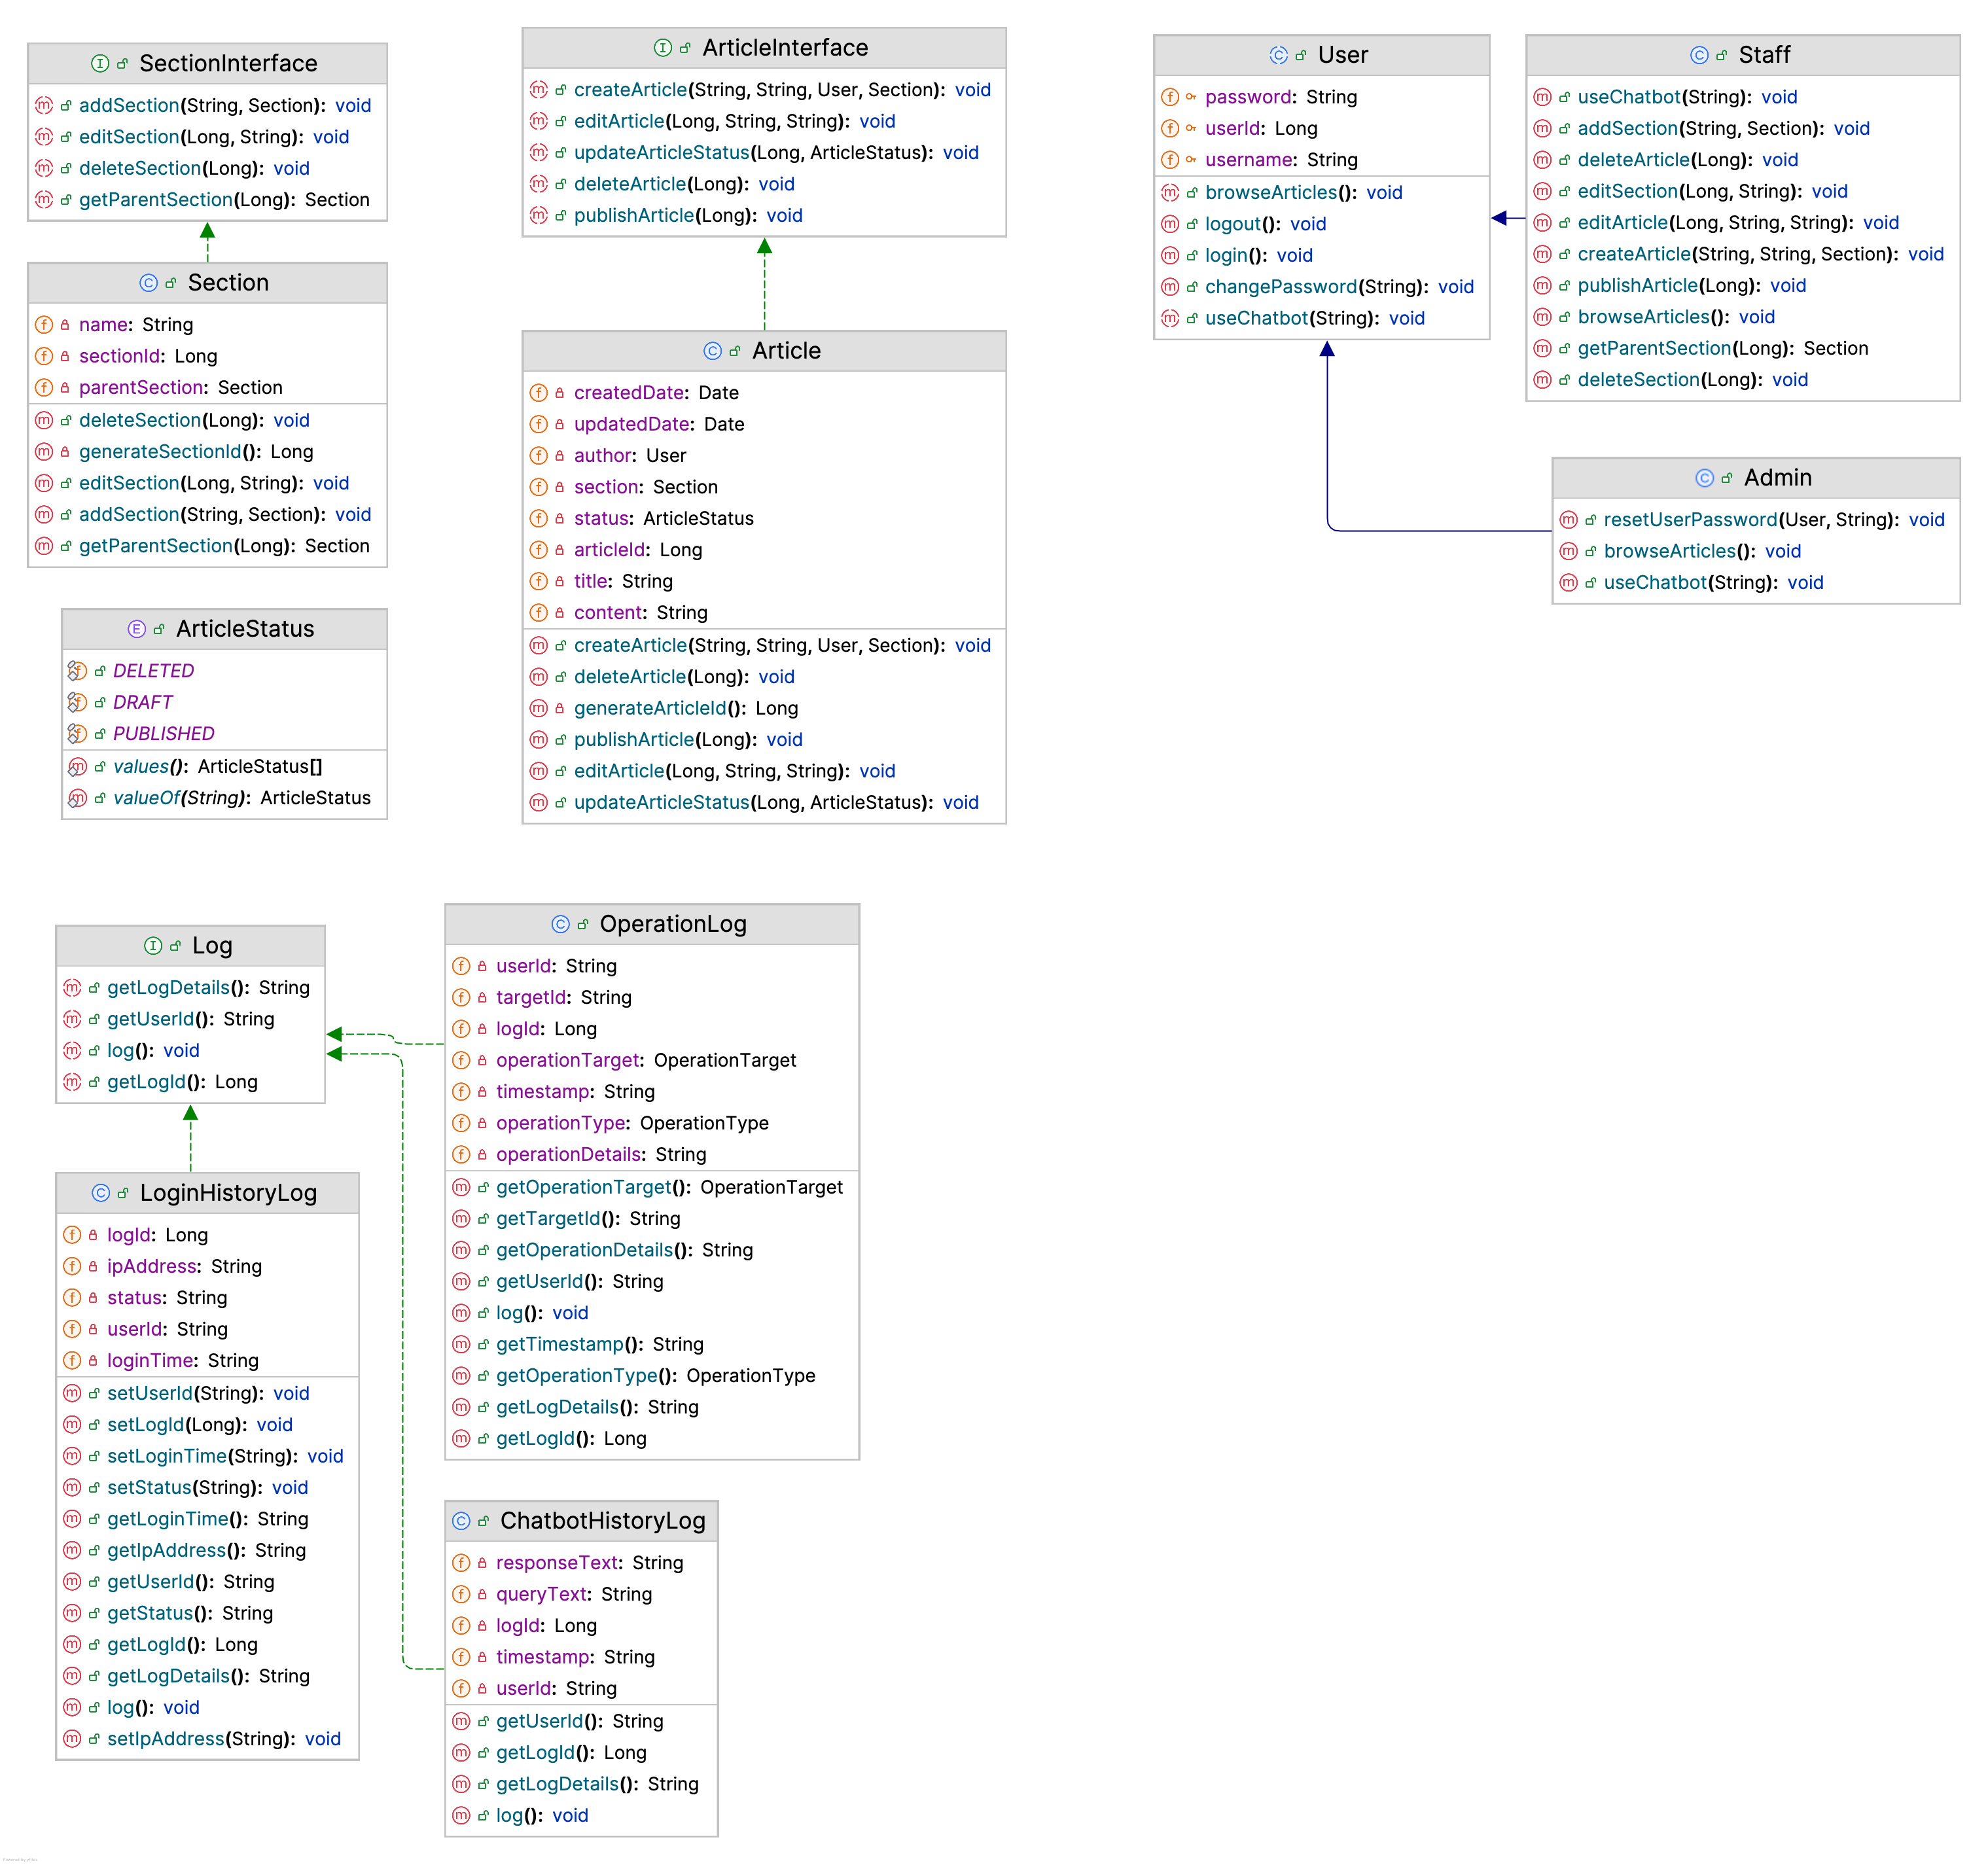 SectionInterface
addSection(String, Section): void
editSection(Long, String): void
deleteSection(Long): void
getParentSection(Long): Section
Section
name: String
sectionId: Long
parentSection: Section
deleteSection(Long): void
generateSectionId(): Long
editSection(Long, String): void
addSection(String, Section): void
getParentSection(Long): Section
ArticleStatus
DELETED
DRAFT
PUBLISHED
values(): ArticleStatus[]
valueOf(String): ArticleStatus
ArticleInterface
createArticle(String, String, User, Section): void
editArticle(Long, String, String): void
updateArticleStatus(Long, ArticleStatus): void
deleteArticle(Long): void
publishArticle(Long): void
Article
createdDate: Date
updatedDate: Date
author: User
section: Section
status: ArticleStatus
articleId: Long
title: String
content: String
createArticle(String, String, User, Section): void
deleteArticle(Long): void
generateArticleId(): Long
publishArticle(Long): void
editArticle(Long, String, String): void
updateArticleStatus(Long, ArticleStatus): void
User
password: String
userId: Long
username: String
browseArticles(): void
logout(): void
login(): void
changePassword(String): void
useChatbot(String): void
Staff
useChatbot(String): void
addSection(String, Section): void
deleteArticle(Long): void
editSection(Long, String): void
editArticle(Long, String, String): void
createArticle(String, String, Section): void
publishArticle(Long): void
browseArticles(): void
getParentSection(Long): Section
deleteSection(Long): void
Admin
resetUserPassword(User, String): void
browseArticles(): void
useChatbot(String): void
Log
getLogDetails(): String
getUserId(): String
log(): void
getLogId(): Long
LoginHistoryLog
logId: Long
ipAddress: String
status: String
userId: String
loginTime: String
setUserId(String): void
setLogId(Long): void
setLoginTime(String): void
setStatus(String): void
getLoginTime(): String
getIpAddress(): String
getUserId(): String
getStatus(): String
getLogId(): Long
getLogDetails(): String
log(): void
setIpAddress(String): void
OperationLog
userId: String
targetId: String
logId: Long
operationTarget: OperationTarget
timestamp: String
operationType: OperationType
operationDetails: String
getOperationTarget(): OperationTarget
getTargetId(): String
getOperationDetails(): String
getUserId(): String
log(): void
getTimestamp(): String
getOperationType(): OperationType
getLogDetails(): String
getLogId(): Long
ChatbotHistoryLog
responseText: String
queryText: String
logId: Long
timestamp: String
userId: String
getUserId(): String
getLogId(): Long
getLogDetails(): String
log(): void